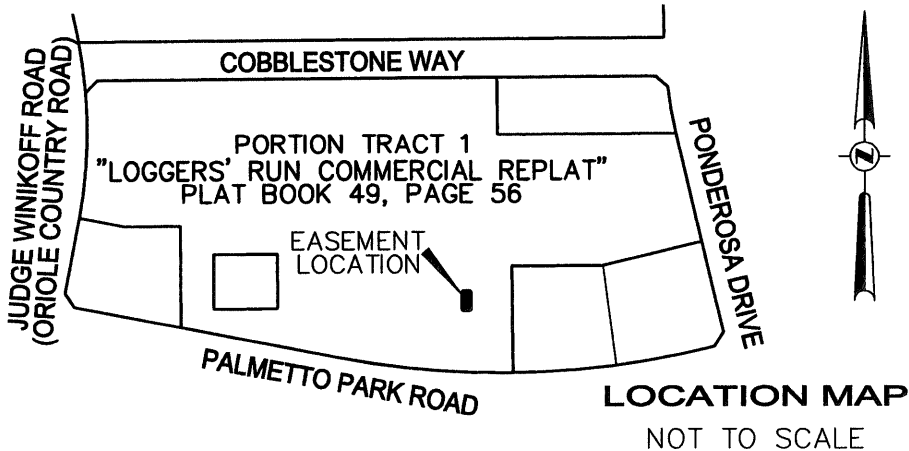 COBBLESTONE WAY
JUDGE WINIKOFF ROAD
(ORIOLE COUNTRY ROAD)
PORTION TRACT 1
"LOGGERS' RUN COMMERCIAL REPLAT"
PLAT BOOK 49, PAGE 56
PONDEROSA DRIVE
N
EASEMENT
LOCATION
PALMETTO PARK ROAD
LOCATION MAP
NOT TO SCALE